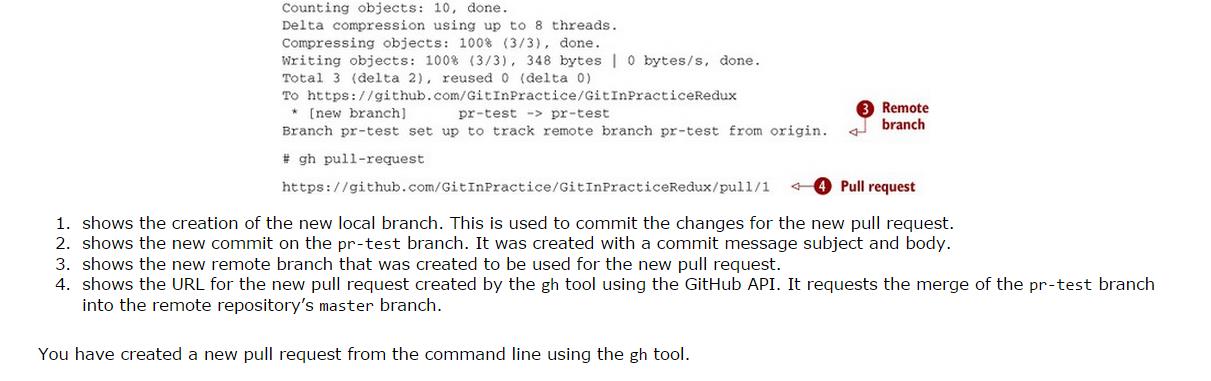 Counting objects: 10, done.
Delta compression using up to 8 threads.
Compressing objects: 100% (3/3), done.
Writing objects: 100% (3/3), 348 bytes | 0 bytes/s, done.
Total 3 (delta 2), reused 0 (delta 0)
To https://github.com/GitInPractice/GitInPracticeRedux
* [new branch] pr-test -> pr-test
Branch pr-test set up to track remote branch pr-test from origin.
3 Remote
branch
# gh pull-request
https://github.com/GitInPractice/GitInPracticeRedux/pull/1 4 Pull request
1. shows the creation of the new local branch. This is used to commit the changes for the new pull request.
2. shows the new commit on the pr-test branch. It was created with a commit message subject and body.
3. shows the new remote branch that was created to be used for the new pull request.
4. shows the URL for the new pull request created by the gh tool using the GitHub API. It requests the merge of the pr-test branch
into the remote repository's master branch.
You have created a new pull request from the command line using the gh tool.